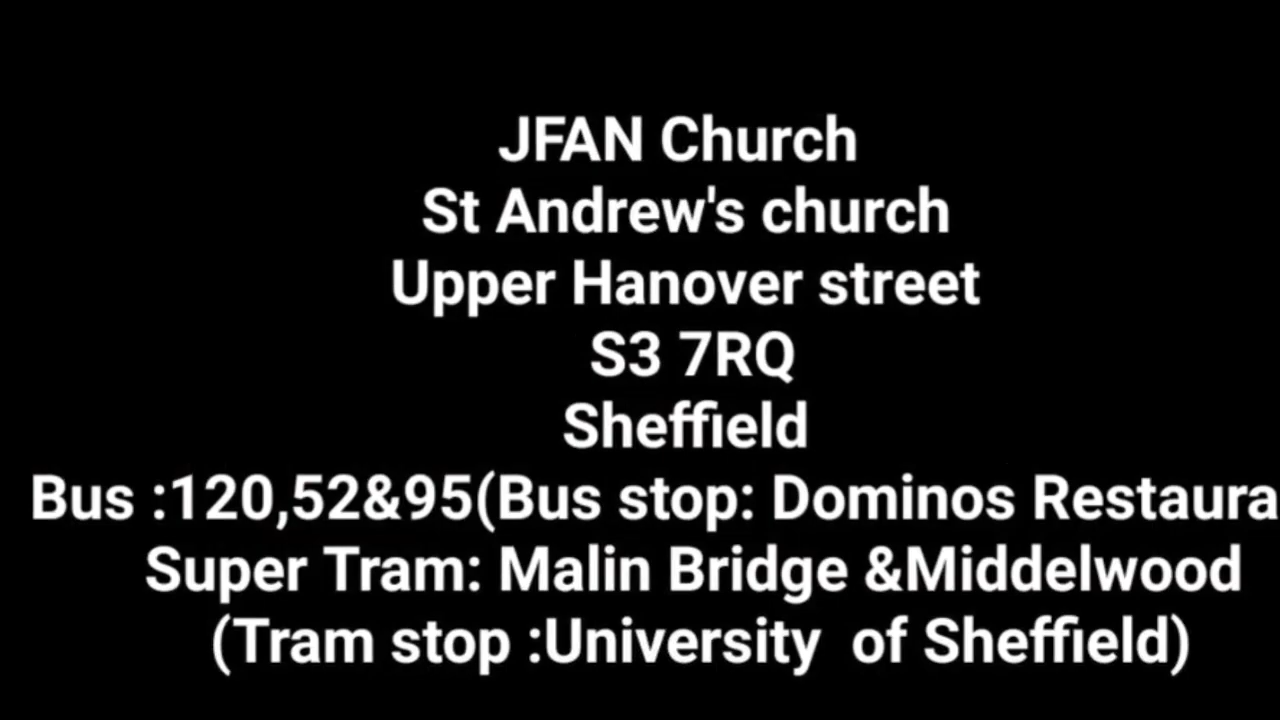 JFAN Church
St Andrew's church
Upper Hanover street
S3 7RQ
Sheffield
Bus :120,52&95(Bus stop: Dominos Restaura
Super Tram: Malin Bridge &Middelwood
(Tram stop :University of Sheffield)